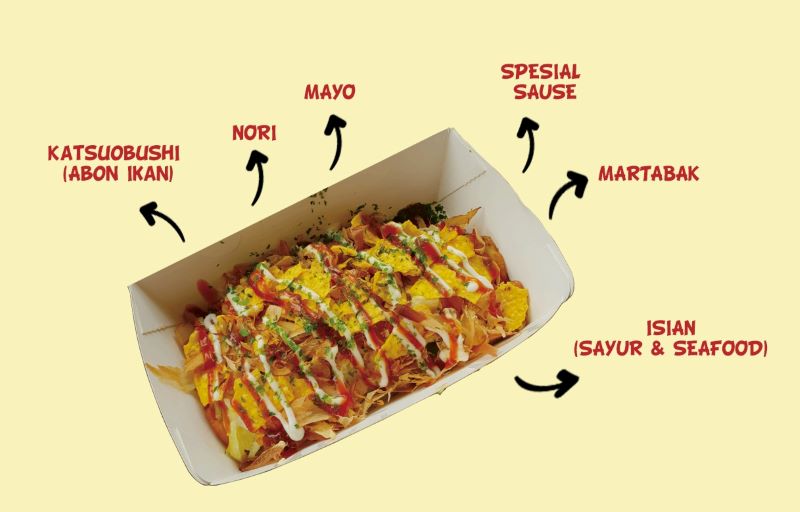 SPESIAL
SAUSE
MAYO
NORI
KATSUOBUSHI
(ABON IKAN)
MARTABAK
ISIAN
(SAYUR & SEAFOOD)